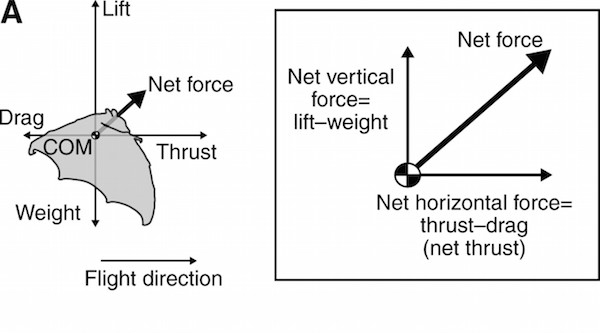 A
Lift
Net force
Drag
COM
Thrust
Weight
Flight direction
Net force
Net vertical
force=
lift–weight
Net horizontal force=
thrust–drag
(net thrust)